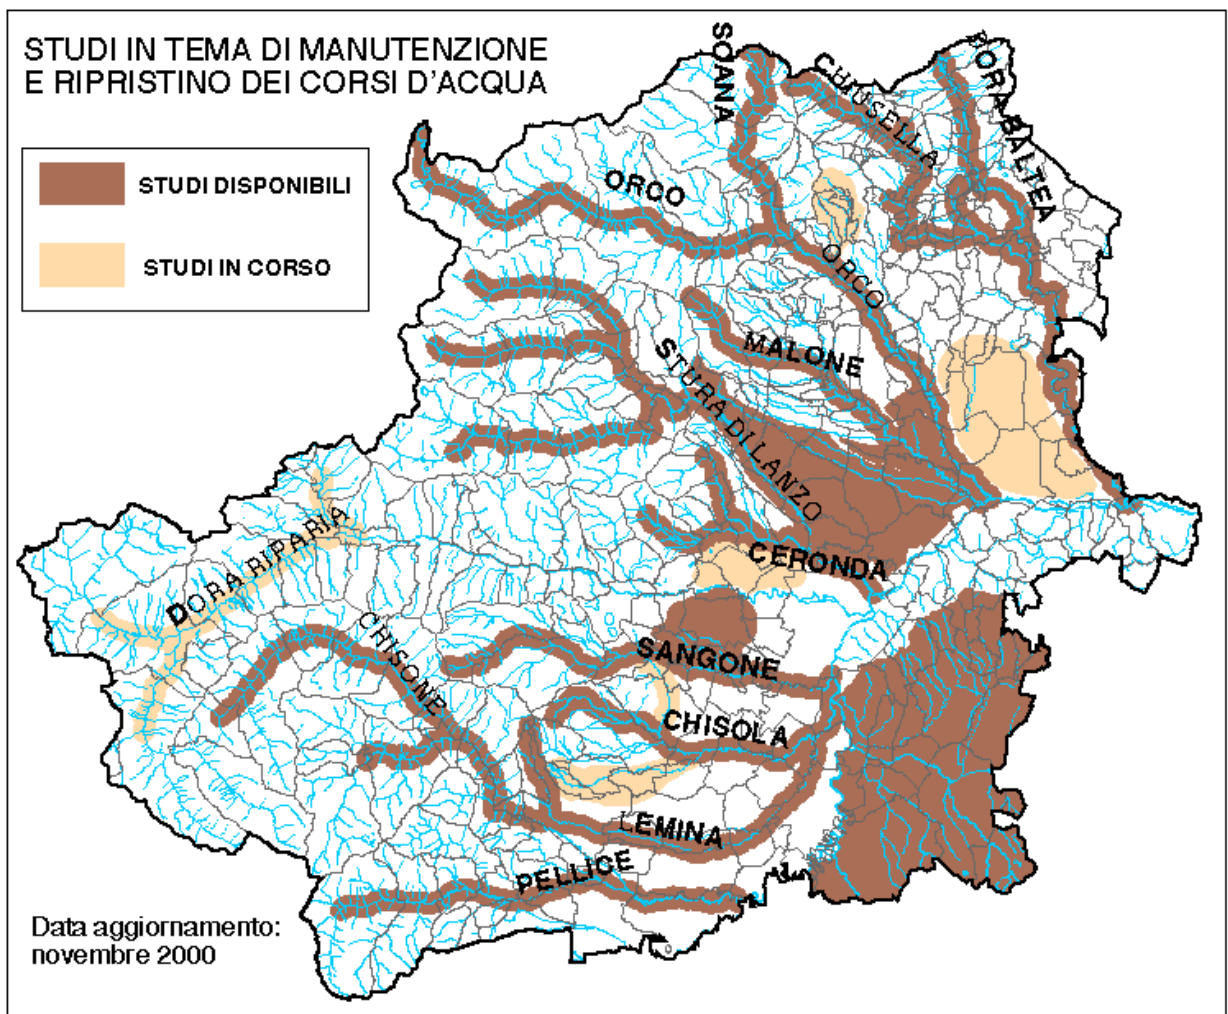 STUDI IN TEMA DI MANUTENZIONE
E RIPRISTINO DEI CORSI D'ACQUA
STUDI DISPONIBILI
STUDI IN CORSO
SOANA
CHIUSELLA
DORA BALTEA
ORCO
ORCO
MALONE
STURA DI LANZO
CERONDA
DORA RIPARIA
CHISONE
SANGONE
CHISOLA
LEMINA
PELLICE
Data aggiornamento:
novembre 2000